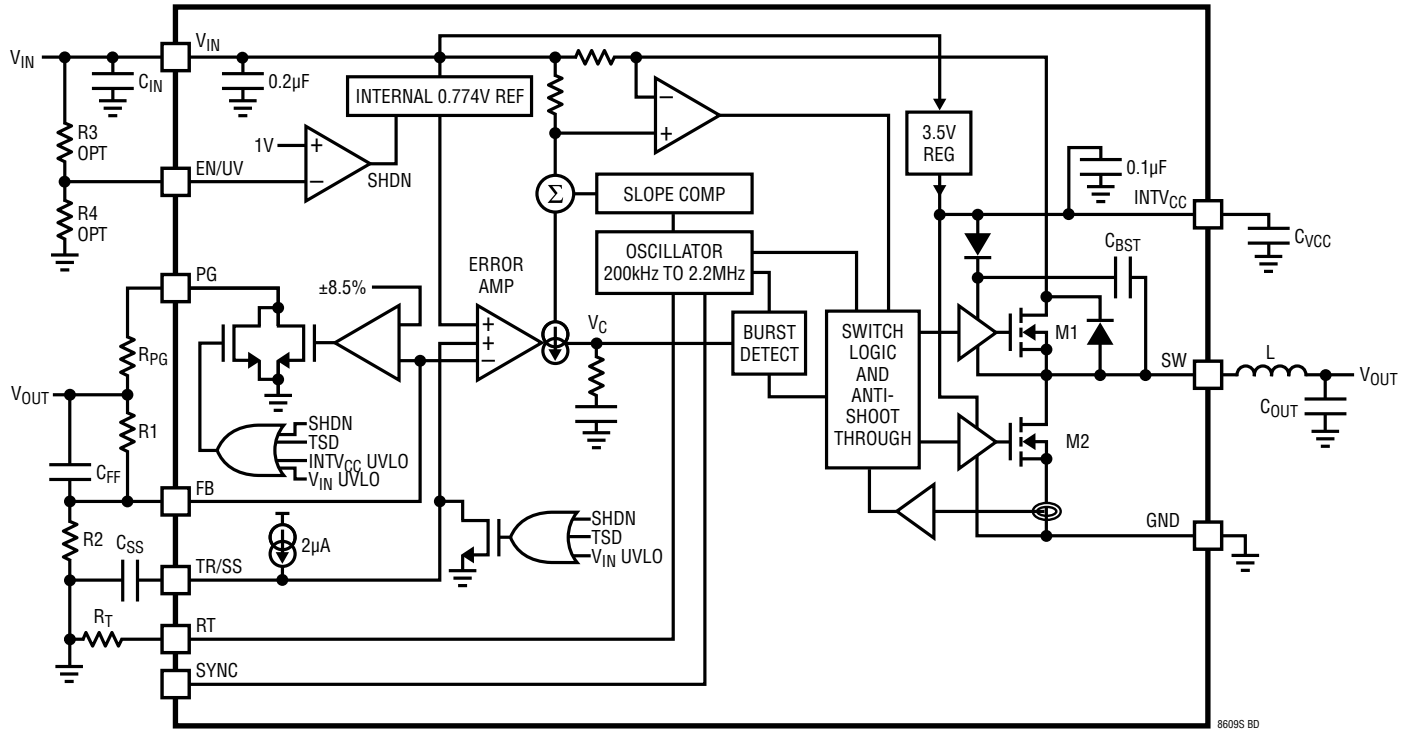 VIN
VIN
CIN
0.2µF
INTERNAL 0.774V REF
R3
OPT
1V
+
−
SHDN
EN/UV
R4
OPT
−
+
3.5V
REG
0.1µF
INTVCC
CVCC
Σ
SLOPE COMP
OSCILLATOR
200kHz TO 2.2MHz
CBST
PG
±8.5%
ERROR
AMP
+
+
−
VC
BURST
DETECT
SWITCH
LOGIC
AND
ANTI-
SHOOT
THROUGH
M1
SW
L
VOUT
COUT
RPG
VOUT
R1
CFF
SHDN
TSD
INTVCC UVLO
VIN UVLO
M2
FB
R2
CSS
2µA
SHDN
TSD
VIN UVLO
GND
TR/SS
RT
RT
SYNC
8609S BD